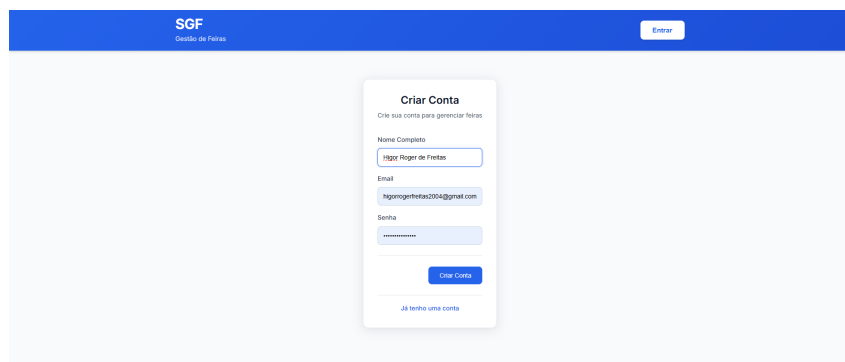 SGF
Gestão de Feiras
Entrar
Criar Conta
Crie sua conta para gerenciar feiras
Nome Completo
Higor Roger de Freitas
Email
higorrogerfreitas2004@gmail.com
Senha
•••••••••••••••
Criar Conta
Já tenho uma conta